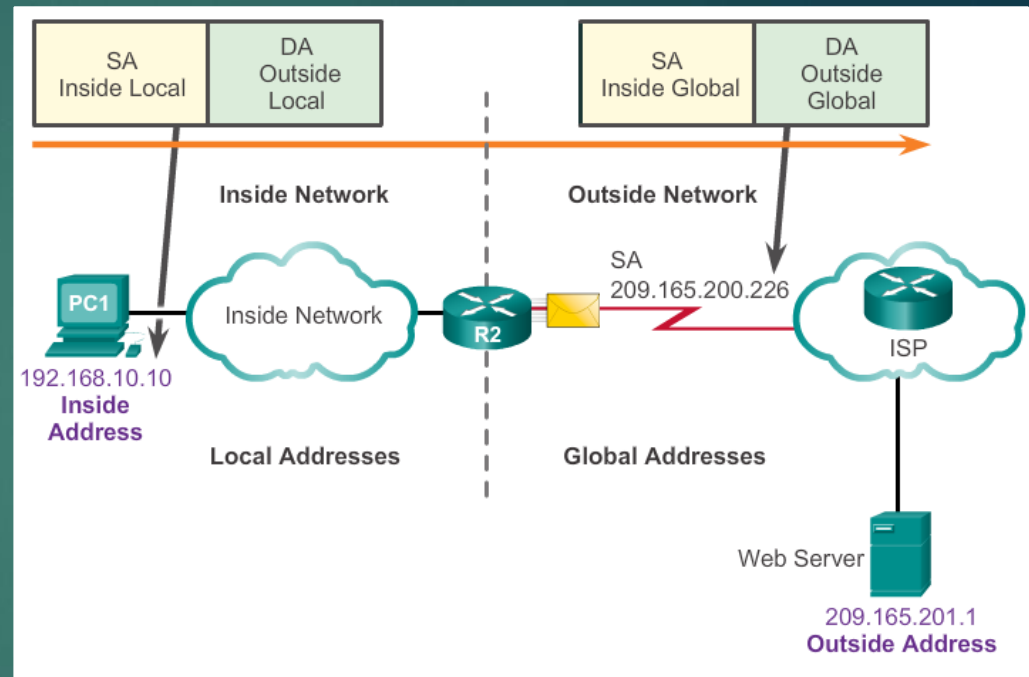 SA
Inside Local
DA
Outside
Local
SA
Inside Global
DA
Outside
Global
Inside Network
Outside Network
PC1
Inside Network
R2
SA
209.165.200.226
ISP
192.168.10.10
Inside
Address
Local Addresses
Global Addresses
Web Server
209.165.201.1
Outside Address